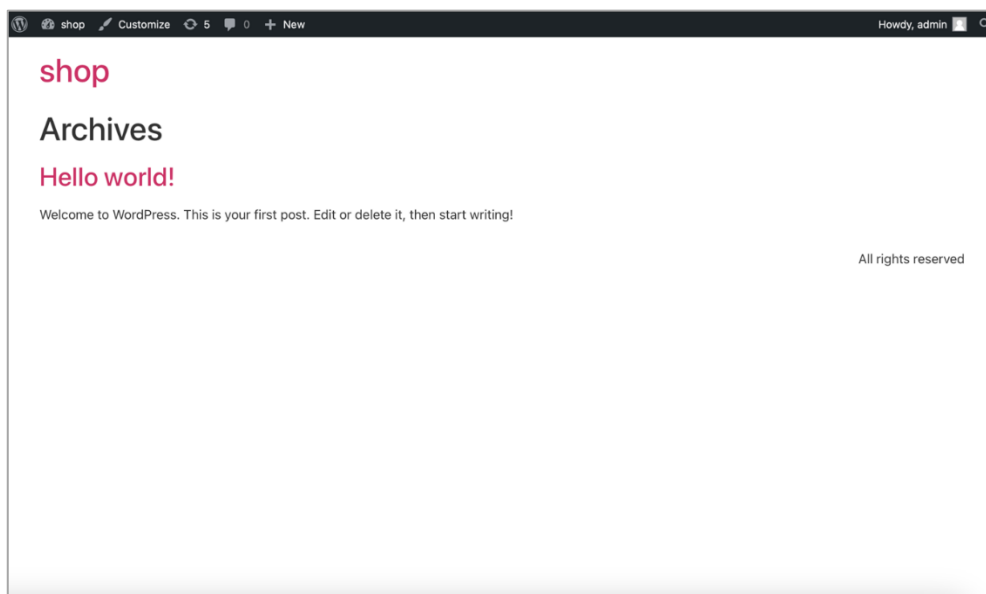 shop Customize 5 0 New Howdy, admin
shop
Archives
Hello world!
Welcome to WordPress. This is your first post. Edit or delete it, then start writing!
All rights reserved